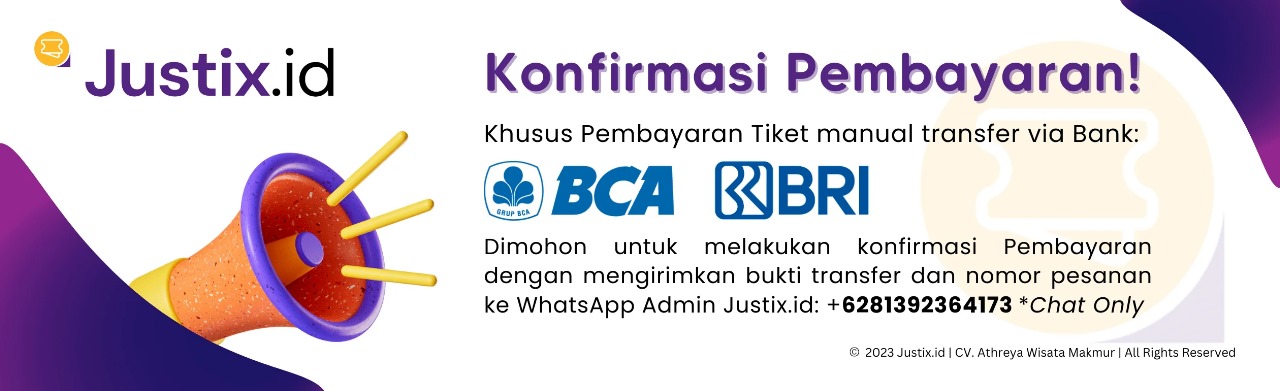 Justix.id
Konfirmasi Pembayaran!
Khusus Pembayaran Tiket manual transfer via Bank:
GRUP BCA
BCA
BRI
Dimohon untuk melakukan konfirmasi Pembayaran
dengan mengirimkan bukti transfer dan nomor pesanan
ke WhatsApp Admin Justix.id: +6281392364173 *Chat Only
© 2023 Justix.id | CV. Athreya Wisata Makmur | All Rights Reserved